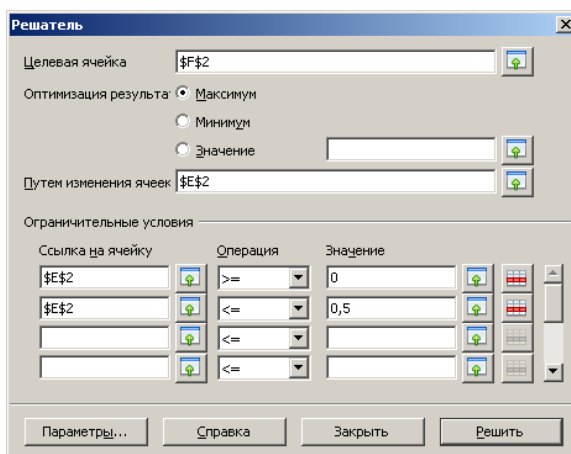 Решатель
Целевая ячейка $F$2
Оптимизация результа Максимум
Минимум
Значение
Путем изменения ячеек $E$2
Ограничительные условия
Ссылка на ячейку Операция Значение
$E$2 >= 0
$E$2 <= 0,5
<=
<=
Параметры... Справка Закрыть Решить